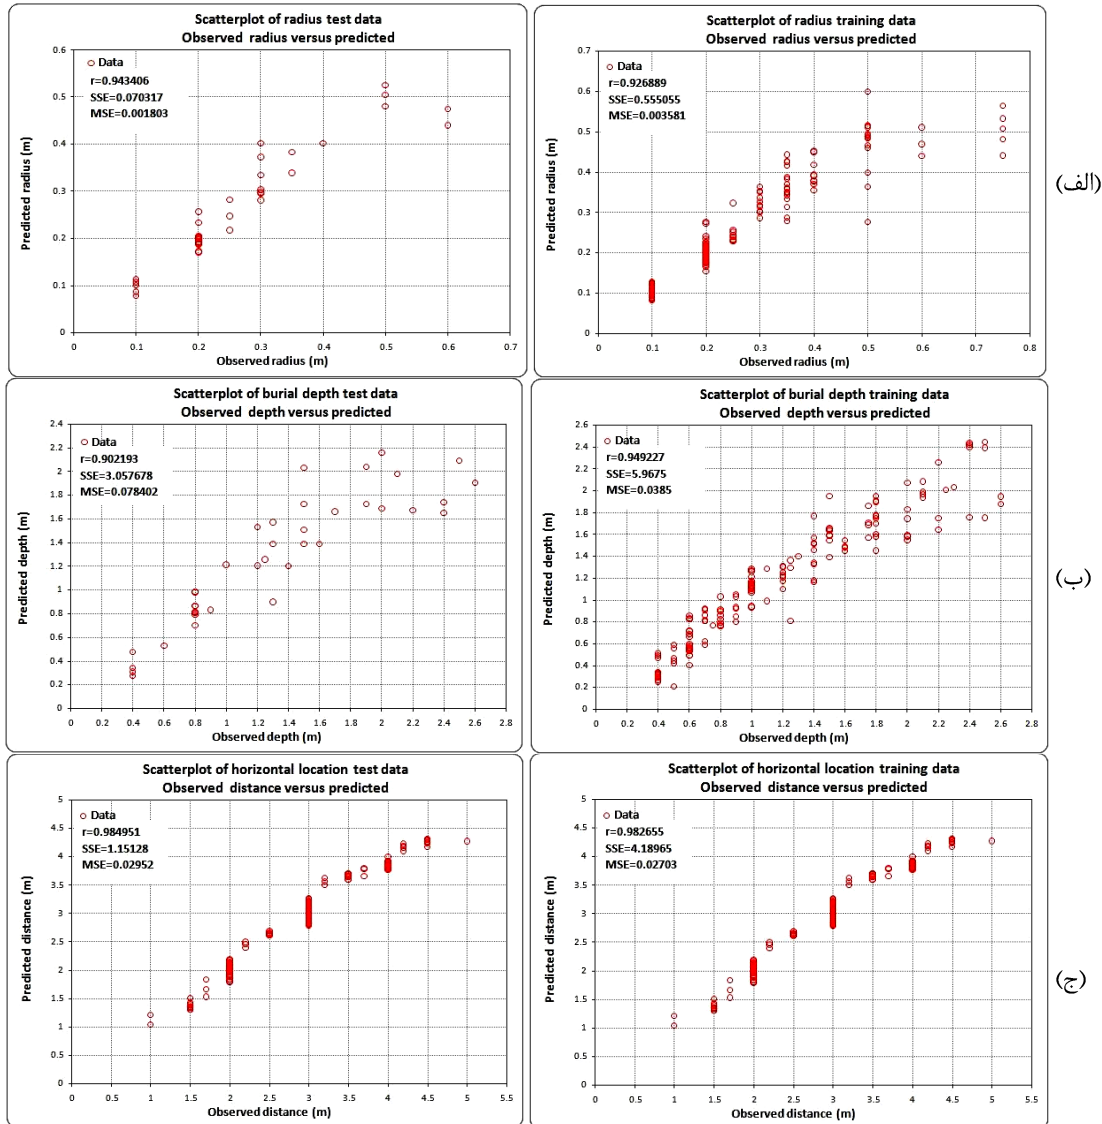 Scatterplot of radius test data
Observed radius versus predicted
Data
r=0.943406
SSE=0.070317
MSE=0.001803
Predicted radius (m)
0.6
0.5
0.4
0.3
0.2
0.1
0
0 0.1 0.2 0.3 0.4 0.5 0.6 0.7
Observed radius (m)
Scatterplot of radius training data
Observed radius versus predicted
Data
r=0.926889
SSE=0.555055
MSE=0.003581
Predicted radius (m)
0.7
0.6
0.5
0.4
0.3
0.2
0.1
0
0 0.1 0.2 0.3 0.4 0.5 0.6 0.7 0.8
Observed radius (m)
(الف)
Scatterplot of burial depth test data
Observed depth versus predicted
Data
r=0.902193
SSE=3.057678
MSE=0.078402
Predicted depth (m)
2.4
2.2
2
1.8
1.6
1.4
1.2
1
0.8
0.6
0.4
0.2
0
0 0.2 0.4 0.6 0.8 1 1.2 1.4 1.6 1.8 2 2.2 2.4 2.6 2.8
Observed depth (m)
Scatterplot of burial depth training data
Observed depth versus predicted
Data
r=0.949227
SSE=5.9675
MSE=0.0385
Predicted depth (m)
2.6
2.4
2.2
2
1.8
1.6
1.4
1.2
1
0.8
0.6
0.4
0.2
0
0 0.2 0.4 0.6 0.8 1 1.2 1.4 1.6 1.8 2 2.2 2.4 2.6 2.8
Observed depth (m)
(ب)
Scatterplot of horizontal location test data
Observed distance versus predicted
Data
r=0.984951
SSE=1.15128
MSE=0.02952
Predicted distance (m)
5
4.5
4
3.5
3
2.5
2
1.5
1
0.5
0
0 0.5 1 1.5 2 2.5 3 3.5 4 4.5 5 5.5
Observed distance (m)
Scatterplot of horizontal location training data
Observed distance versus predicted
Data
r=0.982655
SSE=4.18965
MSE=0.02703
Predicted distance (m)
5
4.5
4
3.5
3
2.5
2
1.5
1
0.5
0
0 0.5 1 1.5 2 2.5 3 3.5 4 4.5 5 5.5
Observed distance (m)
(ج)